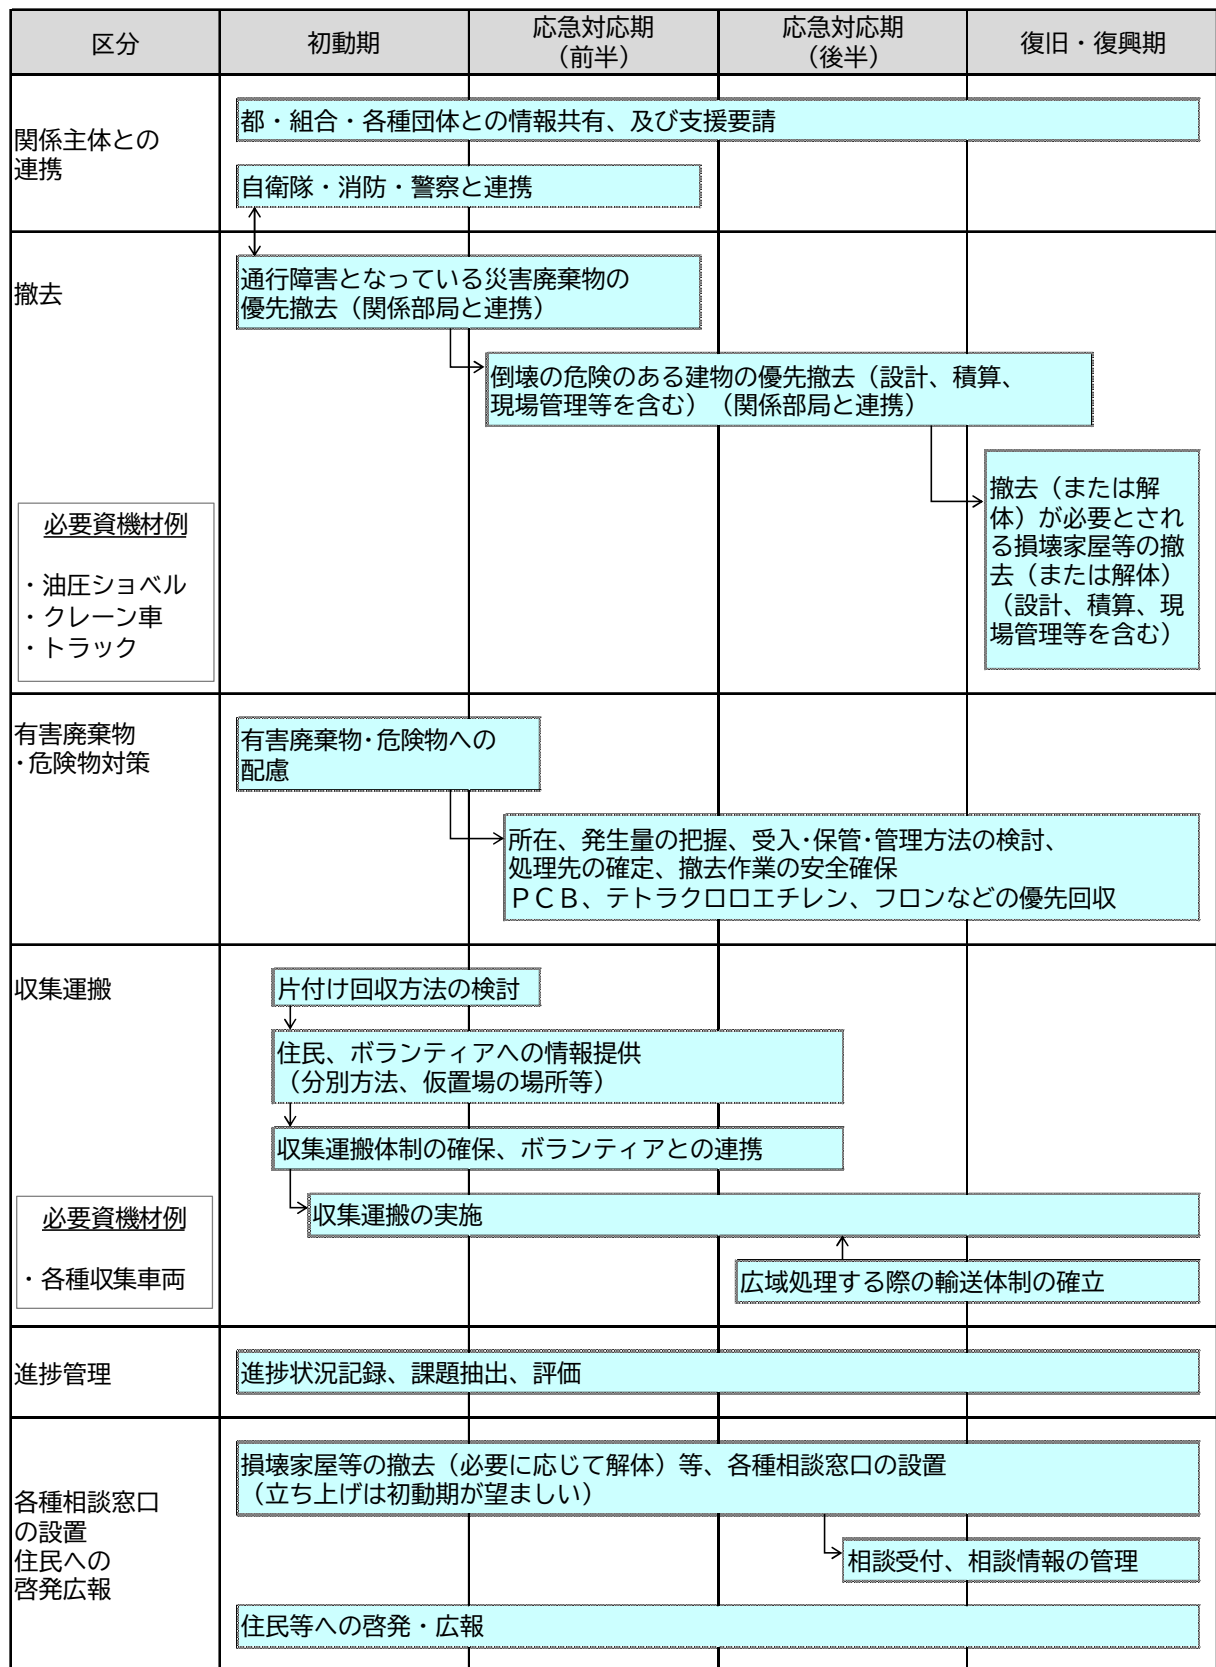 区分
初動期
応急対応期
（前半）
応急対応期
（後半）
復旧・復興期
関係主体との
連携
都・組合・各種団体との情報共有、及び支援要請
自衛隊・消防・警察と連携
撤去
通行障害となっている災害廃棄物の
優先撤去（関係部局と連携）
倒壊の危険のある建物の優先撤去（設計、積算、
現場管理等を含む）（関係部局と連携）
撤去（または解
体）が必要とされ
る損壊家屋等の撤
去（または解体）
（設計、積算、現
場管理等を含む）
必要資機材例
・油圧ショベル
・クレーン車
・トラック
有害廃棄物
・危険物対策
有害廃棄物・危険物への
配慮
所在、発生量の把握、受入・保管・管理方法の検討、
処理先の確定、撤去作業の安全確保
ＰＣＢ、テトラクロロエチレン、フロンなどの優先回収
収集運搬
片付け回収方法の検討
住民、ボランティアへの情報提供
（分別方法、仮置場の場所等）
収集運搬体制の確保、ボランティアとの連携
収集運搬の実施
広域処理する際の輸送体制の確立
必要資機材例
・各種収集車両
進捗管理
進捗状況記録、課題抽出、評価
各種相談窓口
の設置
住民への
啓発広報
損壊家屋等の撤去（必要に応じて解体）等、各種相談窓口の設置
（立ち上げは初動期が望ましい）
相談受付、相談情報の管理
住民等への啓発・広報